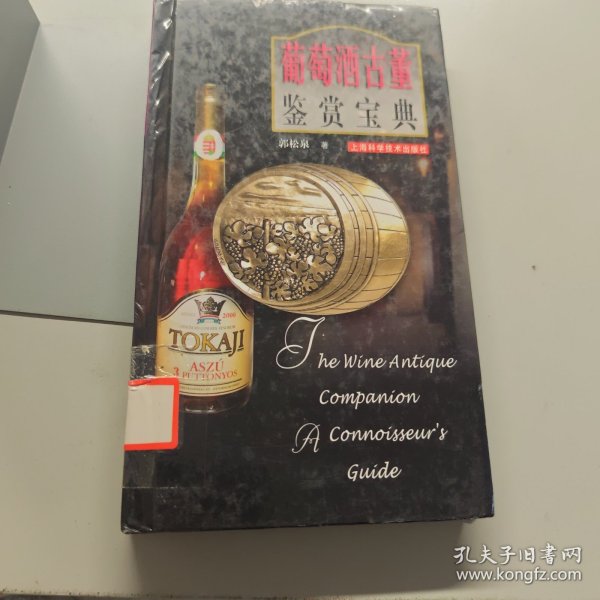 葡萄酒古董
鉴赏宝典
郭松泉 著
上海科学技术出版社
2000
TOKAJI
ASZÚ
3 PUTTONYOS
The Wine Antique
Companion
A Connoisseur's
Guide
孔夫子旧书网
www.kongfz.com